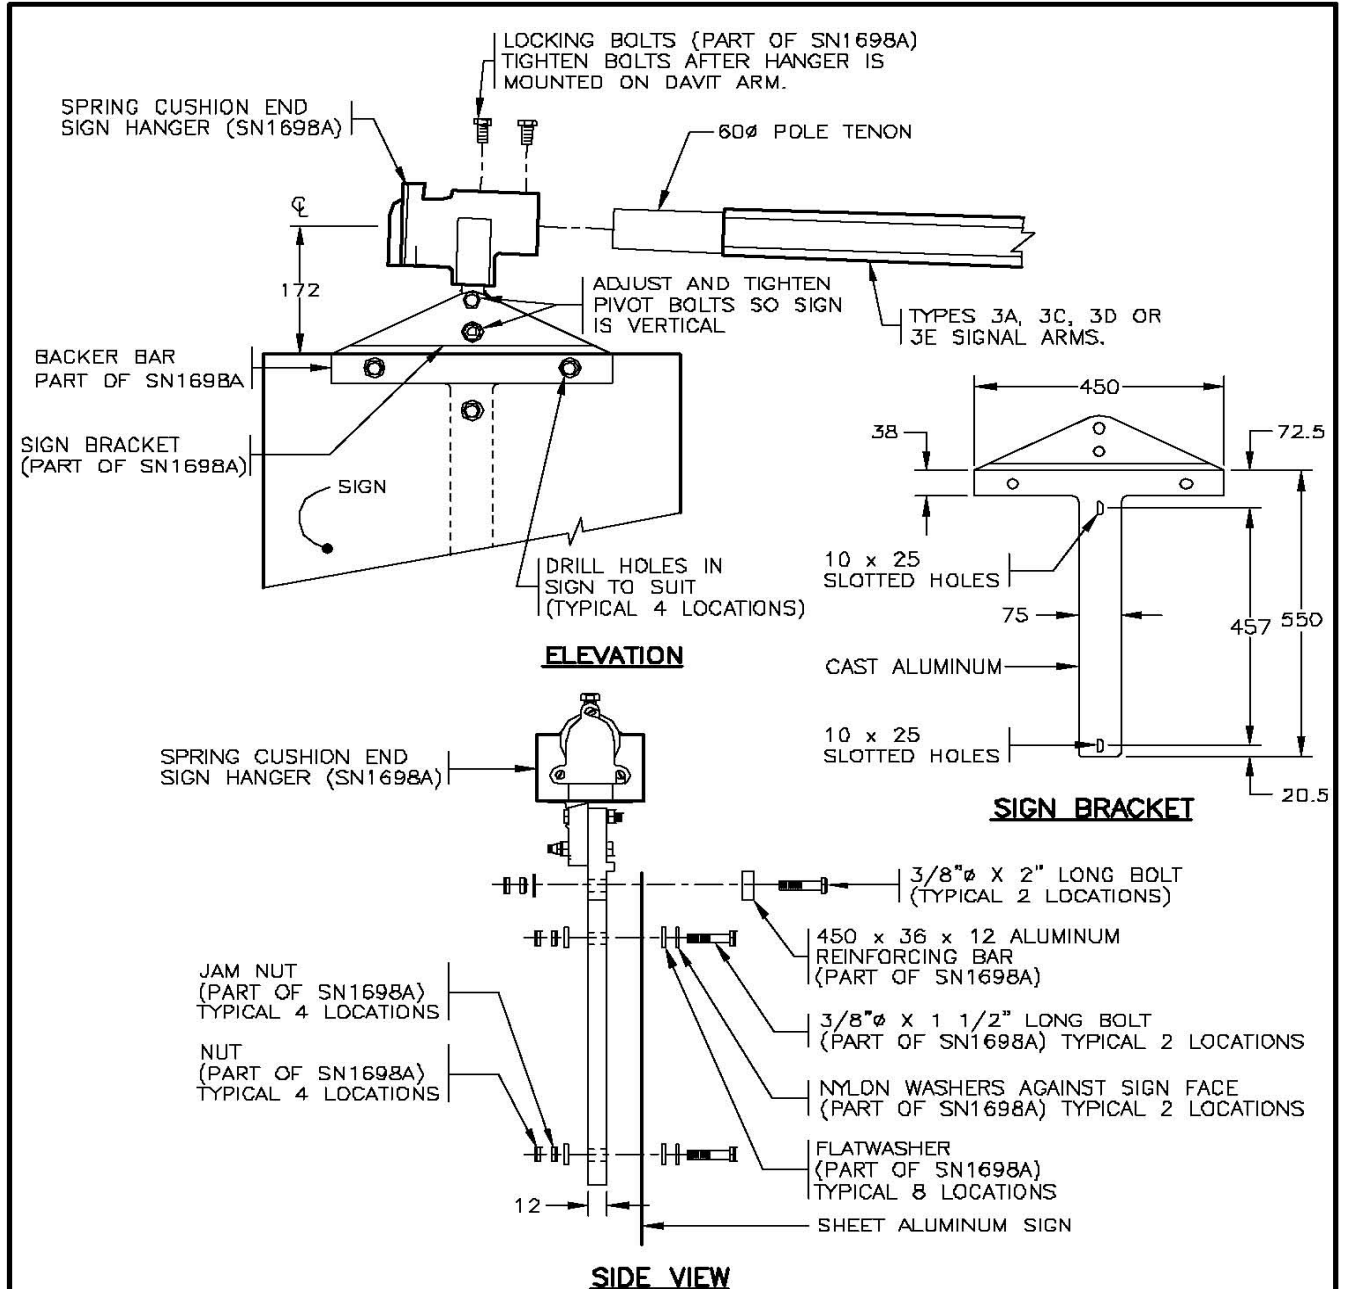 LOCKING BOLTS (PART OF SN1698A)
TIGHTEN BOLTS AFTER HANGER IS
MOUNTED ON DAVIT ARM.
SPRING CUSHION END
SIGN HANGER (SN1698A)
60ø POLE TENON
℄
172
ADJUST AND TIGHTEN
PIVOT BOLTS SO SIGN
IS VERTICAL
TYPES 3A, 3C, 3D OR
3E SIGNAL ARMS.
BACKER BAR
PART OF SN1698A
SIGN BRACKET
(PART OF SN1698A)
SIGN
DRILL HOLES IN
SIGN TO SUIT
(TYPICAL 4 LOCATIONS)
ELEVATION
450
38
72.5
10 x 25
SLOTTED HOLES
75
457
550
CAST ALUMINUM
10 x 25
SLOTTED HOLES
20.5
SIGN BRACKET
SPRING CUSHION END
SIGN HANGER (SN1698A)
3/8"ø X 2" LONG BOLT
(TYPICAL 2 LOCATIONS)
450 x 36 x 12 ALUMINUM
REINFORCING BAR
(PART OF SN1698A)
JAM NUT
(PART OF SN1698A)
TYPICAL 4 LOCATIONS
3/8"ø X 1 1/2" LONG BOLT
(PART OF SN1698A) TYPICAL 2 LOCATIONS
NUT
(PART OF SN1698A)
TYPICAL 4 LOCATIONS
NYLON WASHERS AGAINST SIGN FACE
(PART OF SN1698A) TYPICAL 2 LOCATIONS
FLATWASHER
(PART OF SN1698A)
TYPICAL 8 LOCATIONS
12
SHEET ALUMINUM SIGN
SIDE VIEW